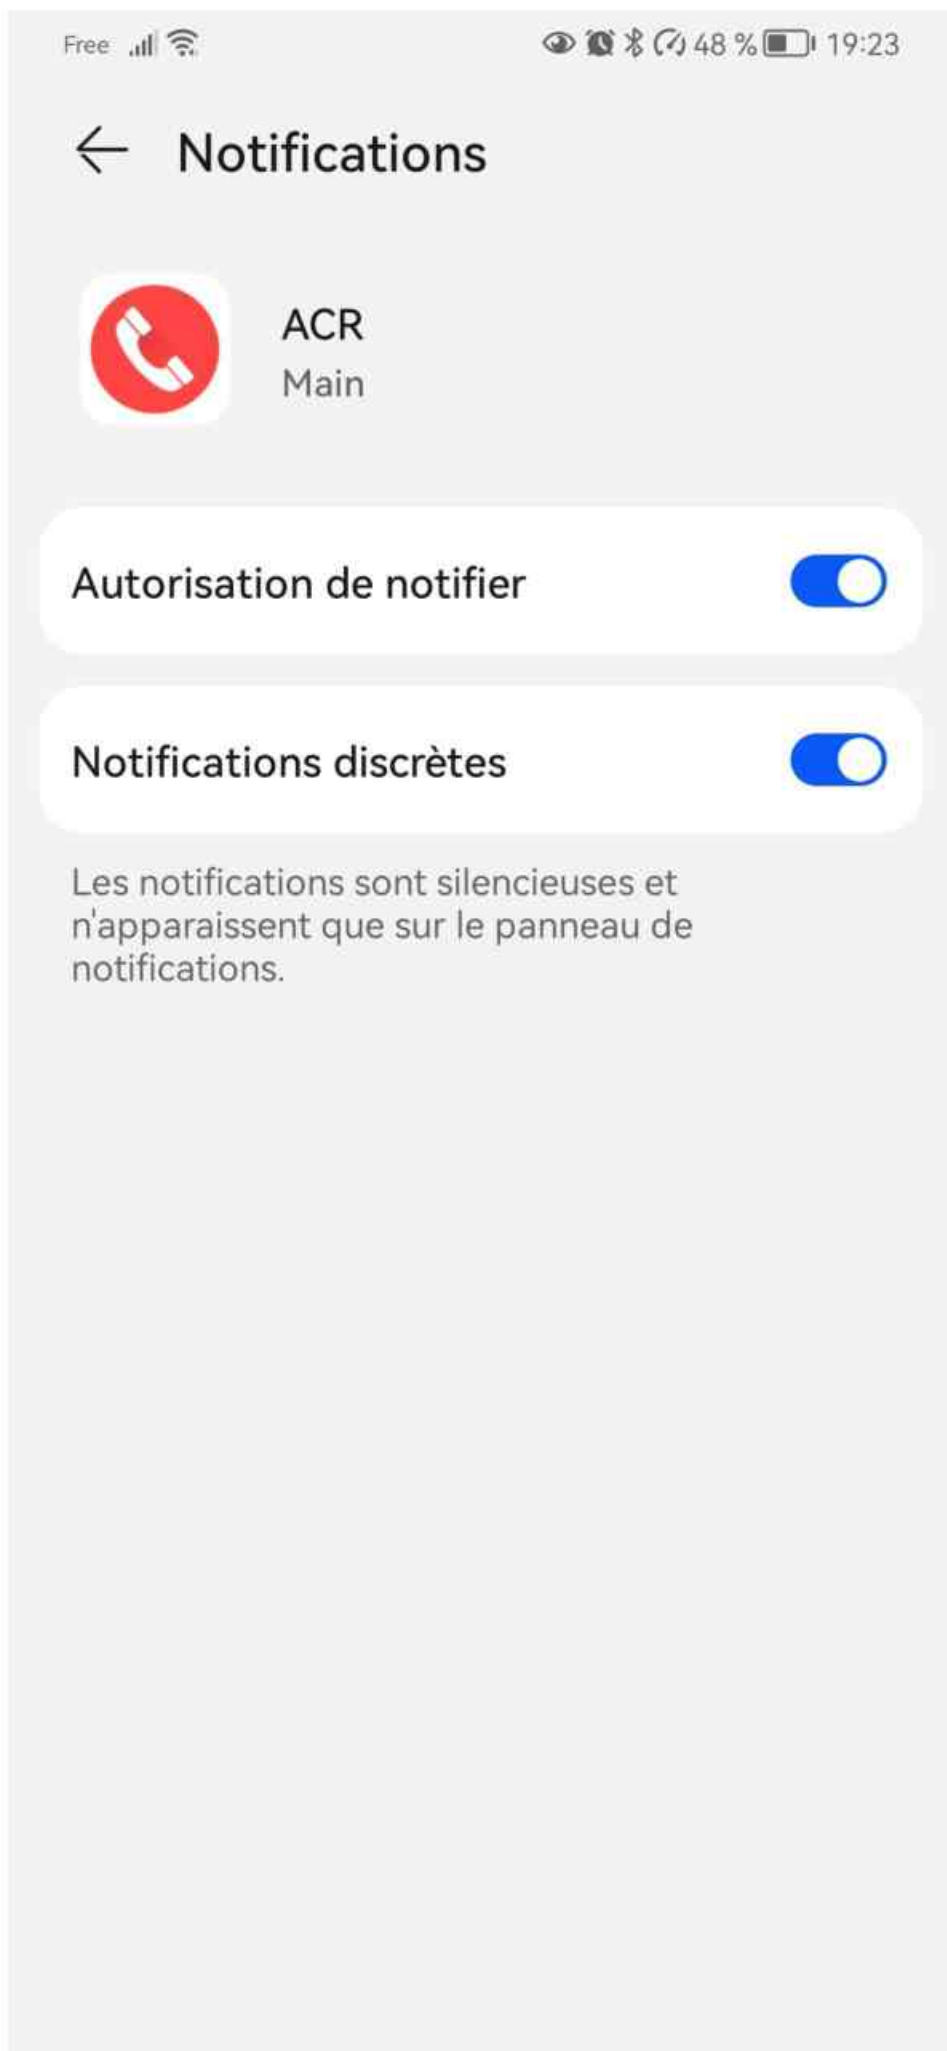 Free 48 % 19:23
Notifications
ACR
Main
Autorisation de notifier
Notifications discrètes
Les notifications sont silencieuses et
n'apparaissent que sur le panneau de
notifications.